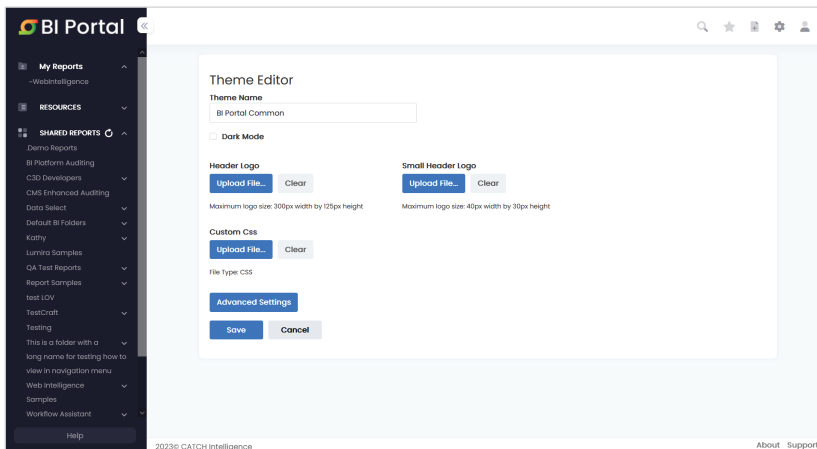 BI Portal
My Reports
-Webintelligence
RESOURCES
SHARED REPORTS
.Demo Reports
BI Platform Auditing
C3D Developers
CMS Enhanced Auditing
Data Select
Default BI Folders
Kathy
Lumira Samples
QA Test Reports
Report Samples
test LOV
TestCraft
Testing
This is a folder with a
long name for testing how to
view in navigation menu
Web Intelligence
Samples
Workflow Assistant
Help
Theme Editor
Theme Name
BI Portal Common
Dark Mode
Header Logo
Small Header Logo
Upload File...
Clear
Upload File...
Clear
Maximum logo size: 300px width by 125px height
Maximum logo size: 40px width by 30px height
Custom Css
Upload File...
Clear
File Type: CSS
Advanced Settings
Save
Cancel
2023© CATCH Intelligence
About
Support